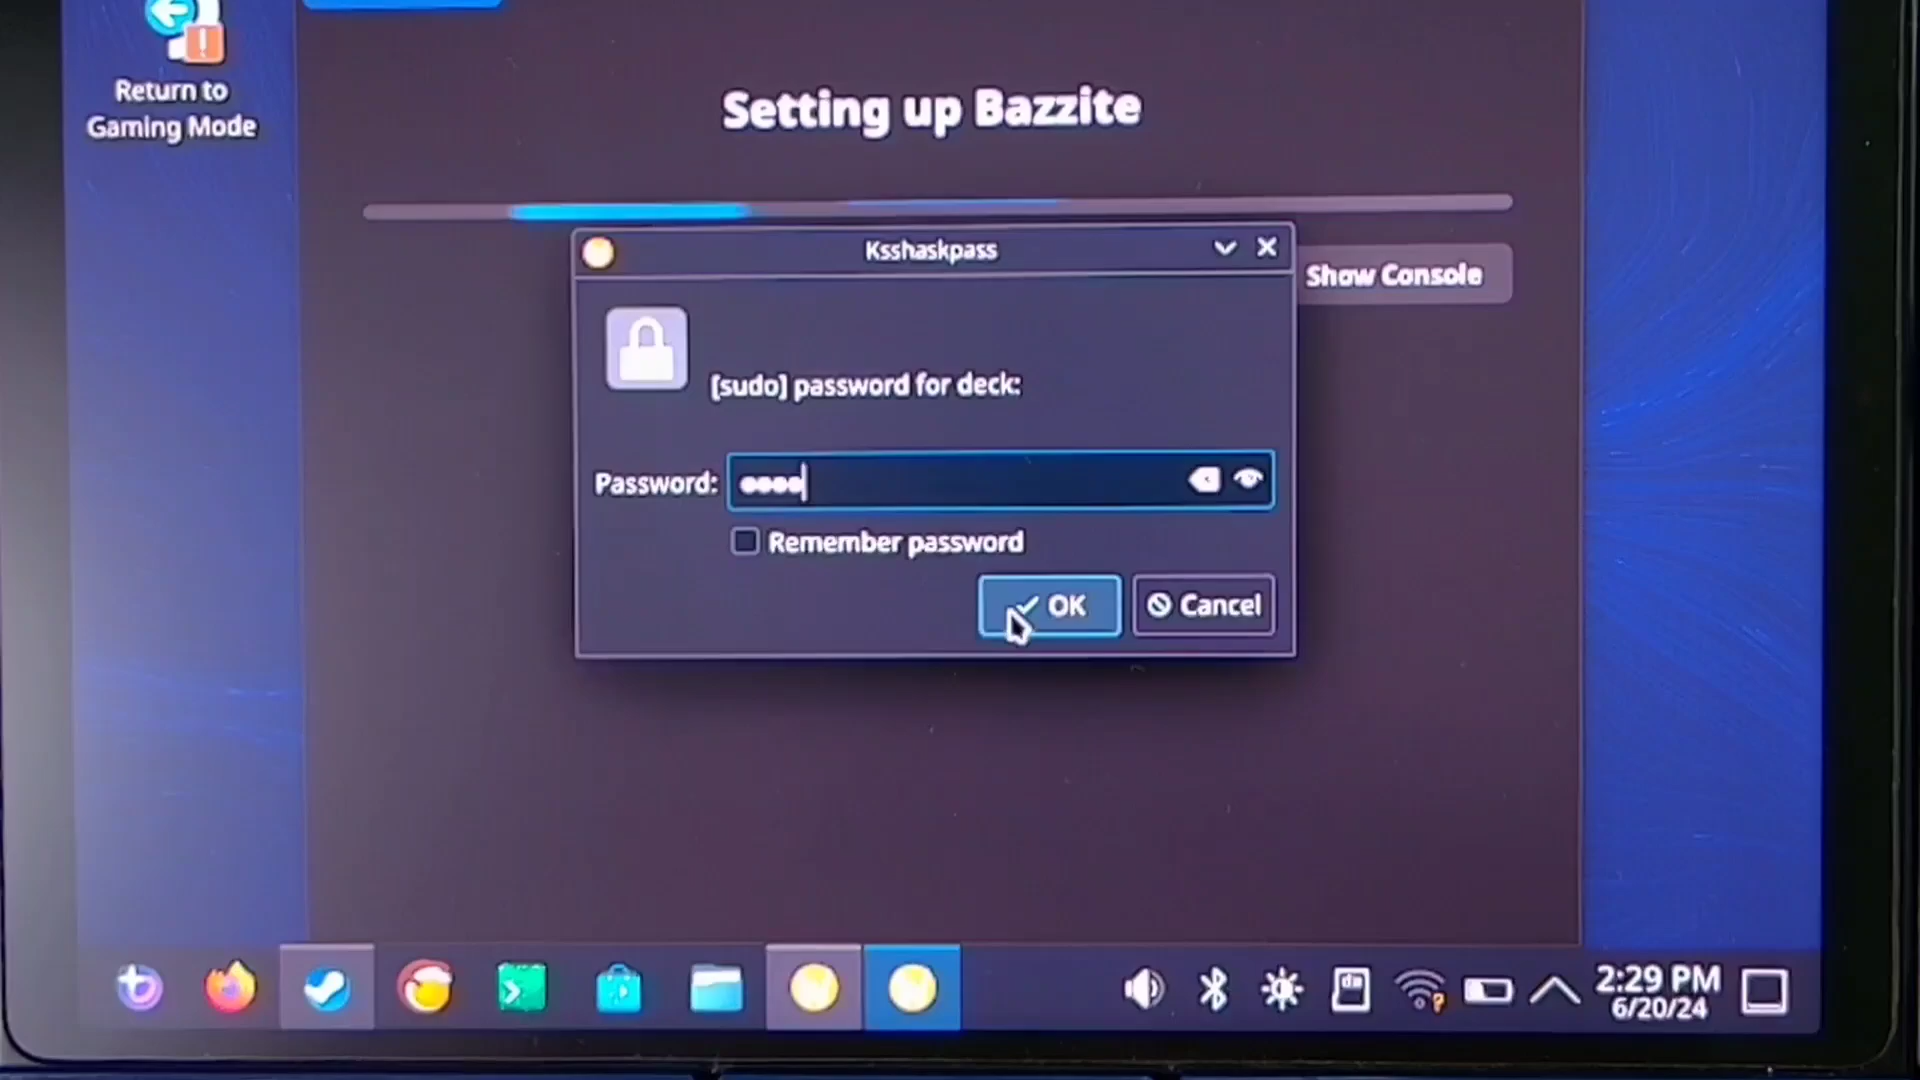 Return to
Gaming Mode
Setting up Bazzite
Ksshaskpass
Show Console
[sudo] password for deck:
Password:
Remember password
OK
Cancel
2:29 PM
6/20/24